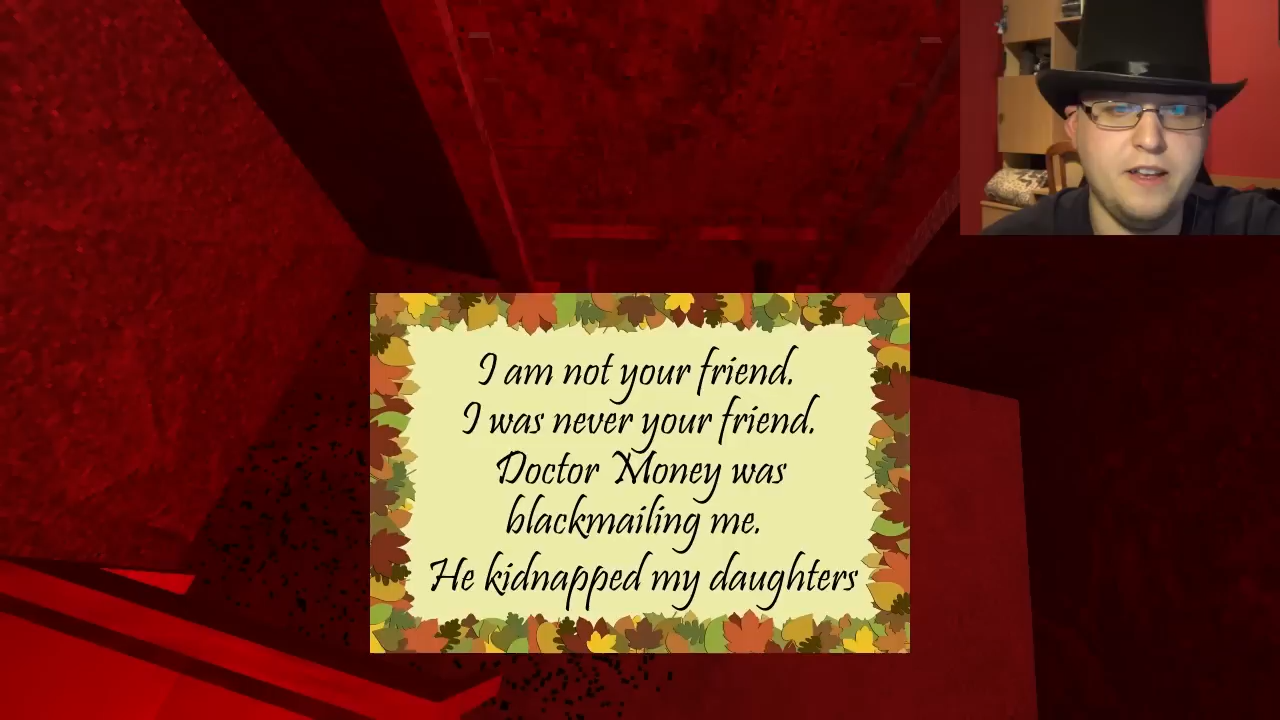 I am not your friend.
I was never your friend.
Doctor Money was
blackmailing me.
He kidnapped my daughters